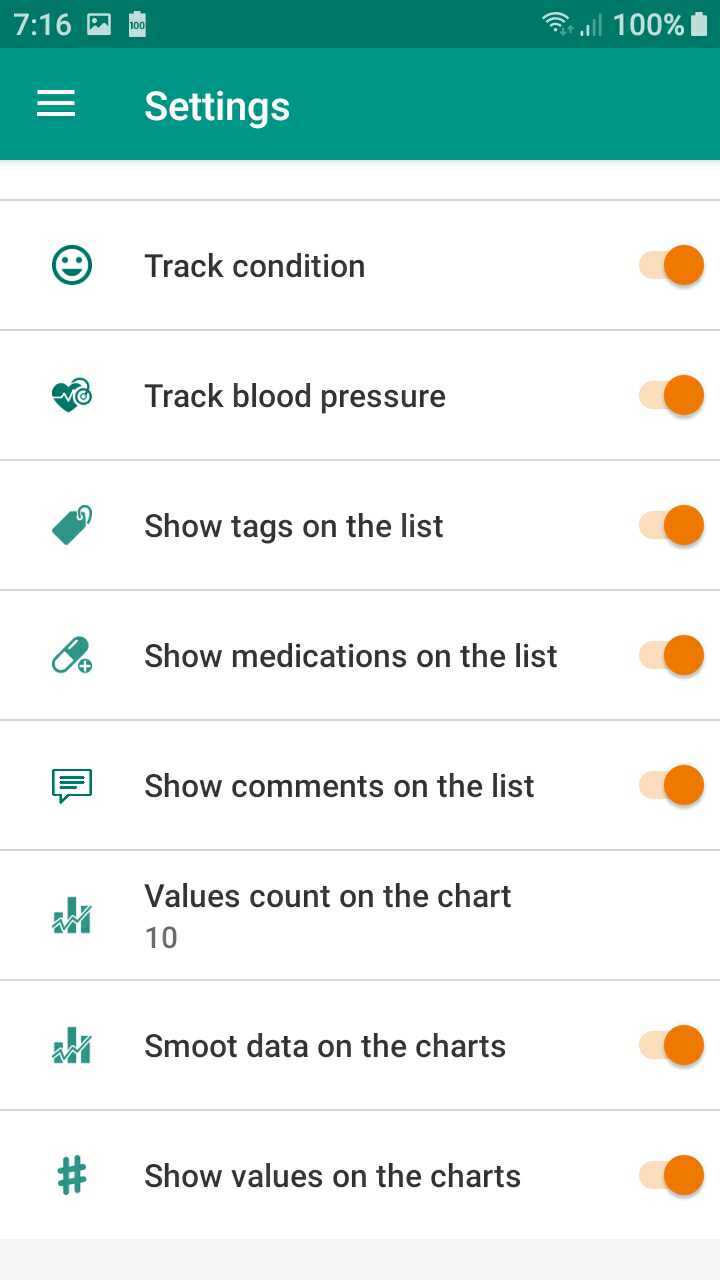 7:16 100 100%
Settings
Track condition
Track blood pressure
Show tags on the list
Show medications on the list
Show comments on the list
Values count on the chart
10
Smoot data on the charts
Show values on the charts